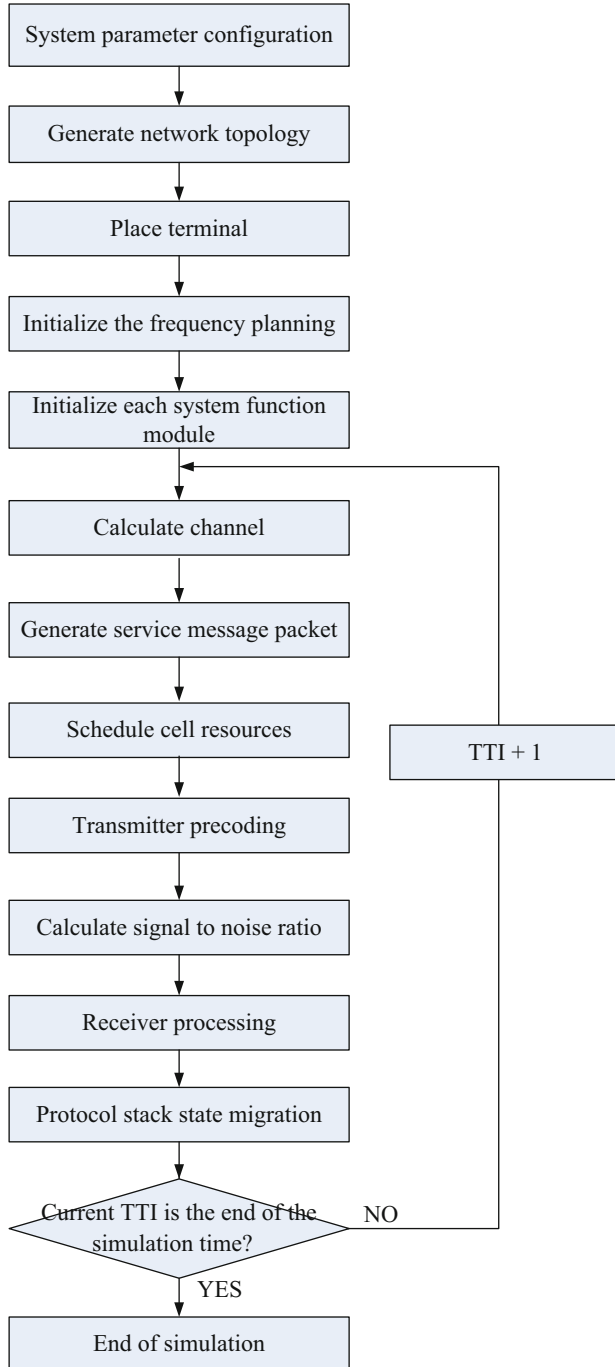 System parameter configuration
Generate network topology
Place terminal
Initialize the frequency planning
Initialize each system function
module
Calculate channel
Generate service message packet
Schedule cell resources
TTI + 1
Transmitter precoding
Calculate signal to noise ratio
Receiver processing
Protocol stack state migration
Current TTI is the end of the
simulation time?
NO
YES
End of simulation